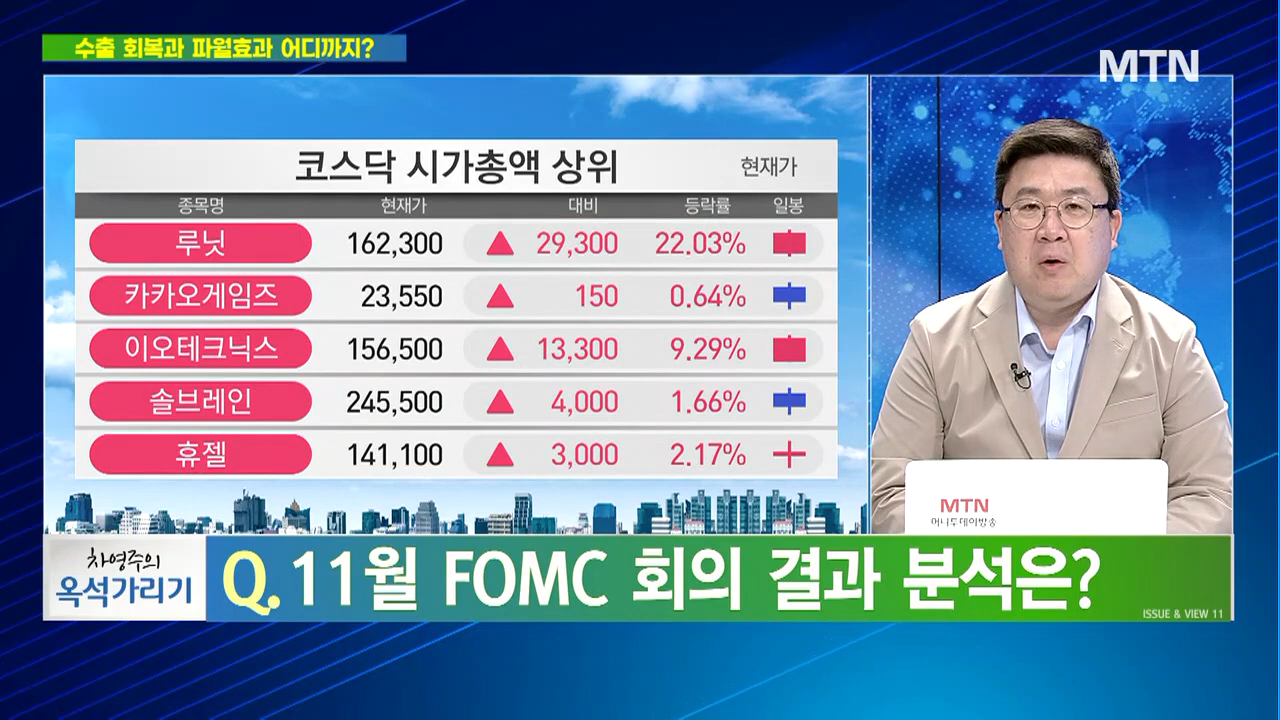 수출 회복과 파월효과 어디까지?
MTN
코스닥 시가총액 상위 현재가
종목명 현재가 대비 등락률 일봉
루닛 162,300 ▲ 29,300 22.03%
카카오게임즈 23,550 ▲ 150 0.64%
이오테크닉스 156,500 ▲ 13,300 9.29%
솔브레인 245,500 ▲ 4,000 1.66%
휴젤 141,100 ▲ 3,000 2.17%
MTN
머니투데이방송
차영주의
옥석가리기
Q. 11월 FOMC 회의 결과 분석은?
ISSUE & VIEW 11